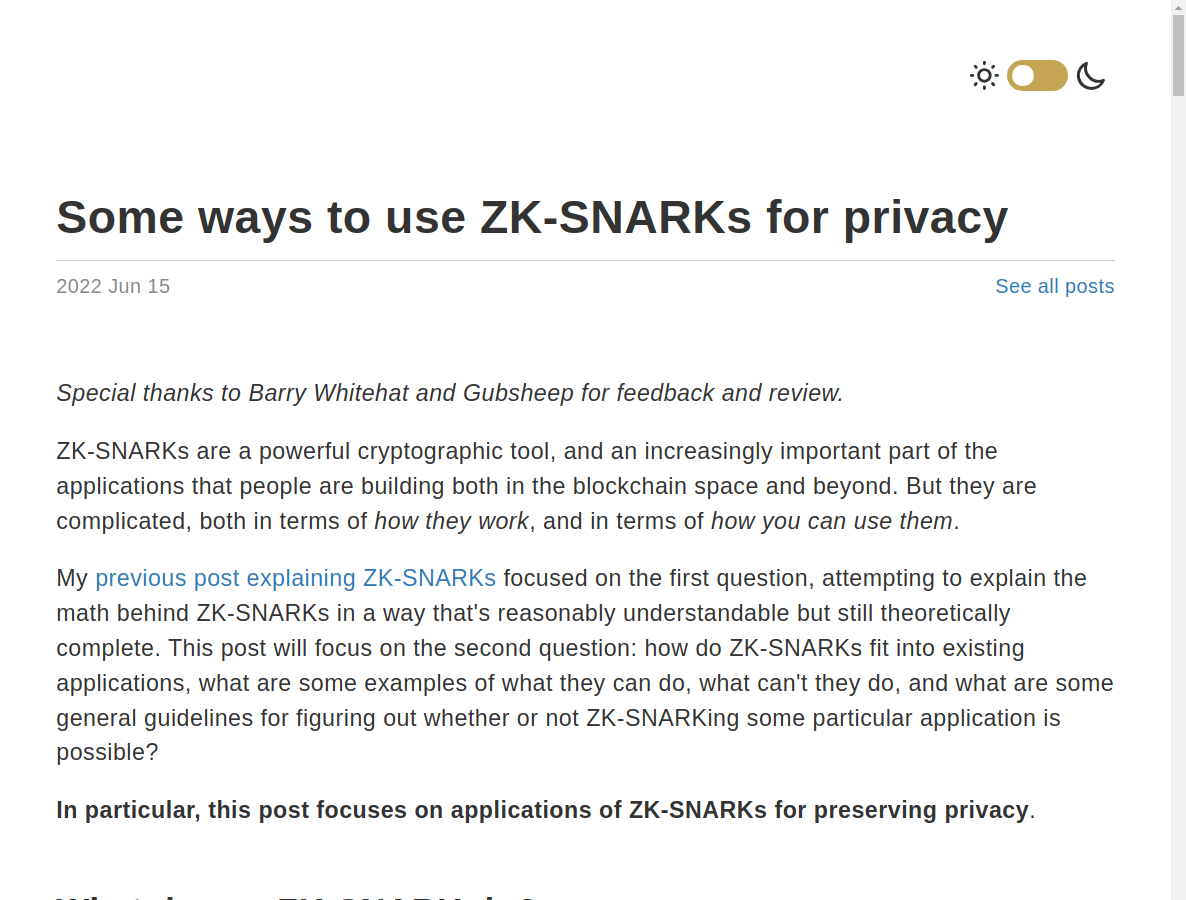 Some ways to use ZK-SNARKs for privacy
2022 Jun 15
See all posts
Special thanks to Barry Whitehat and Gubsheep for feedback and review.
ZK-SNARKs are a powerful cryptographic tool, and an increasingly important part of the
applications that people are building both in the blockchain space and beyond. But they are
complicated, both in terms of how they work, and in terms of how you can use them.
My previous post explaining ZK-SNARKs focused on the first question, attempting to explain the
math behind ZK-SNARKs in a way that's reasonably understandable but still theoretically
complete. This post will focus on the second question: how do ZK-SNARKs fit into existing
applications, what are some examples of what they can do, what can't they do, and what are some
general guidelines for figuring out whether or not ZK-SNARKing some particular application is
possible?
In particular, this post focuses on applications of ZK-SNARKs for preserving privacy.